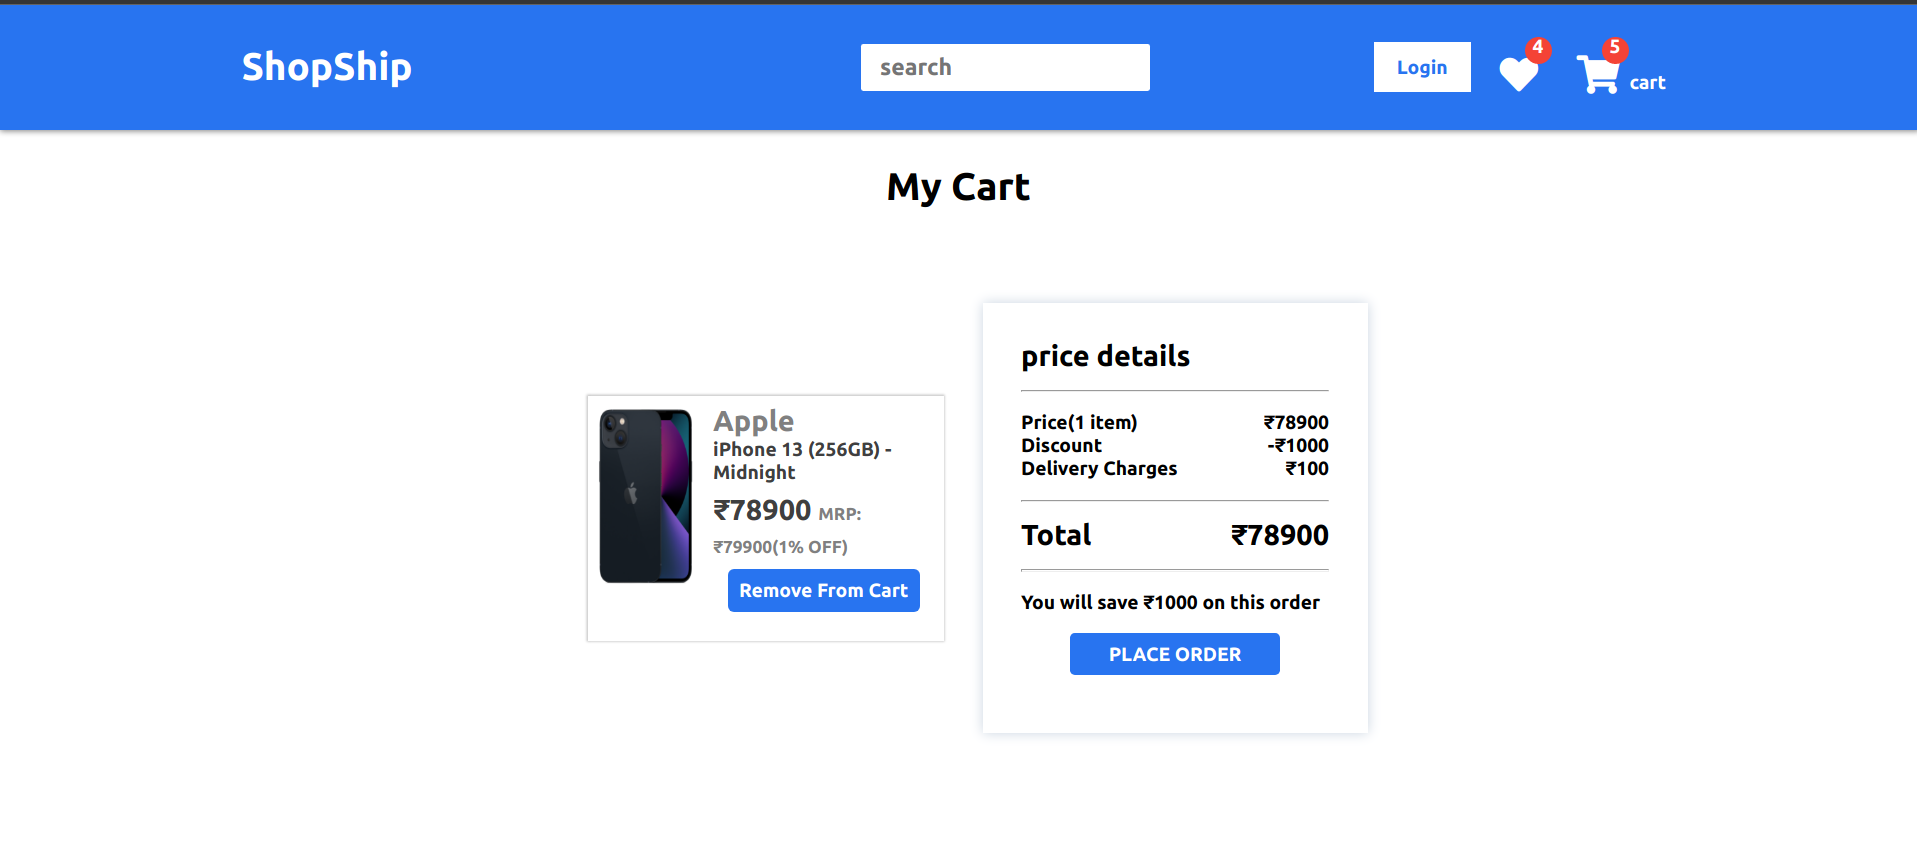 ShopShip
search
Login
4
5
cart
My Cart
Apple
iPhone 13 (256GB) -
Midnight
₹78900 MRP:
₹79900(1% OFF)
Remove From Cart
price details
Price(1 item) ₹78900
Discount -₹1000
Delivery Charges ₹100
Total ₹78900
You will save ₹1000 on this order
PLACE ORDER